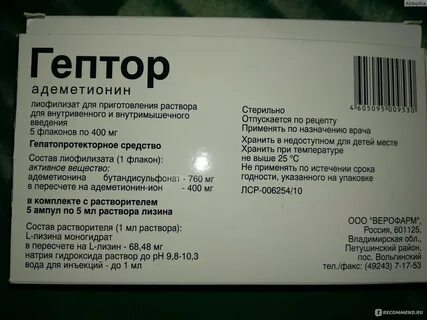 Гептор
адеметионин
лиофилизат для приготовления раствора
для внутривенного и внутримышечного
введения
5 флаконов по 400 мг
Гепатопротекторное средство
Состав лиофилизата (1 флакон):
активное вещество:
адеметионина бутандисульфонат - 760 мг
в пересчете на адеметионин-ион - 400 мг
в комплекте с растворителем
5 ампул по 5 мл раствора лизина
Состав растворителя (1 мл раствора):
L-лизина моногидрат
в пересчете на L-лизин - 68,48 мг
натрия гидроксида раствор до pH 9,8-10,3
вода для инъекций - до 1 мл
4 605095 009530
Стерильно
Отпускается по рецепту
Применять по назначению врача
Хранить в недоступном для детей месте
Хранить при температуре
не выше 25 °C
Не применять по истечении срока
годности, указанного на упаковке
ЛСР-006254/10
ООО "ВЕРОФАРМ",
Россия, 601125,
Владимирская обл.,
Петушинский район,
пос. Вольгинский
тел./факс: (49243) 7-17-53
IRECOMMEND.RU